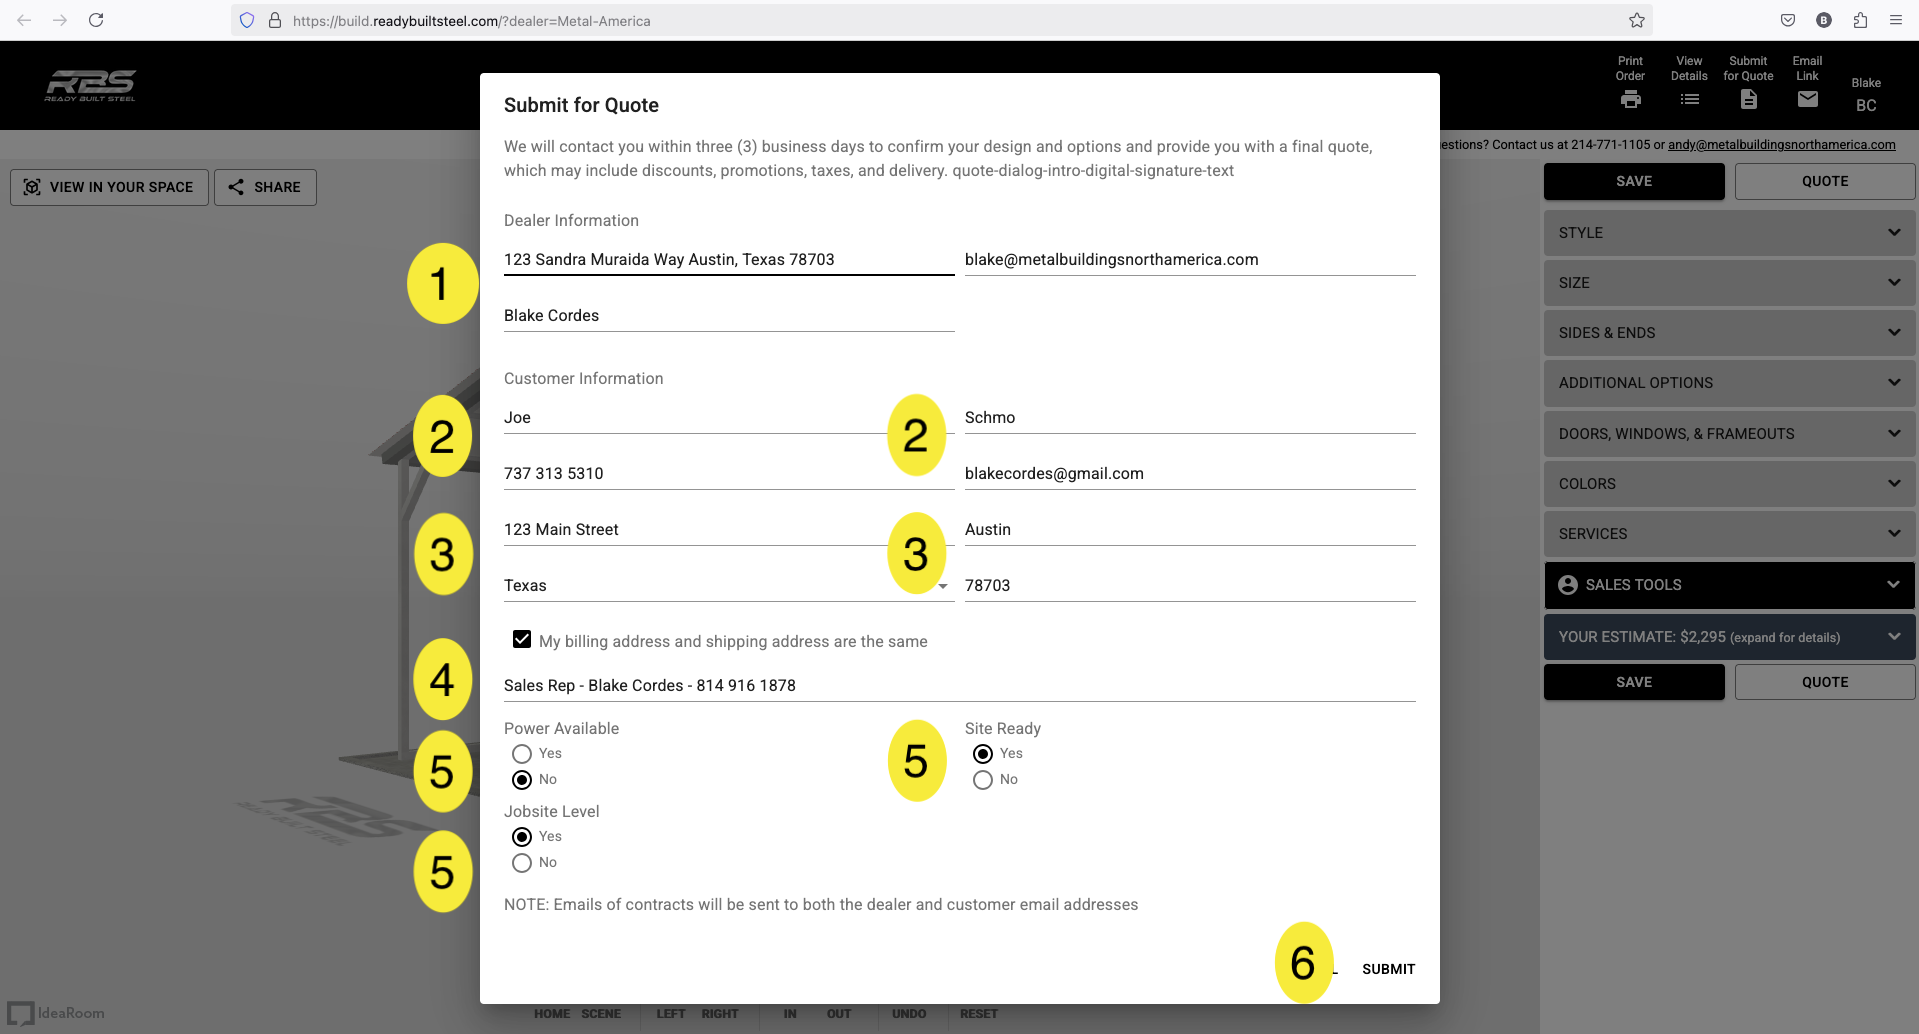 https://build.readybuiltsteel.com/?dealer=Metal-America
B
RBS
READY BUILT STEEL
Print Order
View Details
Submit for Quote
Email Link
Blake
BC
estions? Contact us at 214-771-1105 or andy@metalbuildingsnorthamerica.com
VIEW IN YOUR SPACE
SHARE
Submit for Quote
We will contact you within three (3) business days to confirm your design and options and provide you with a final quote,
which may include discounts, promotions, taxes, and delivery. quote-dialog-intro-digital-signature-text
Dealer Information
1
123 Sandra Muraida Way Austin, Texas 78703
blake@metalbuildingsnorthamerica.com
Blake Cordes
Customer Information
2
Joe
2
Schmo
737 313 5310
blakecordes@gmail.com
3
123 Main Street
3
Austin
Texas
78703
My billing address and shipping address are the same
4
Sales Rep - Blake Cordes - 814 916 1878
5
Power Available
Yes
No
5
Site Ready
Yes
No
5
Jobsite Level
Yes
No
NOTE: Emails of contracts will be sent to both the dealer and customer email addresses
6
L
SUBMIT
SAVE
QUOTE
STYLE
SIZE
SIDES & ENDS
ADDITIONAL OPTIONS
DOORS, WINDOWS, & FRAMEOUTS
COLORS
SERVICES
SALES TOOLS
YOUR ESTIMATE: $2,295 (expand for details)
SAVE
QUOTE
RBS
READY BUILT STEEL
IdeaRoom
HOME
SCENE
LEFT
RIGHT
IN
OUT
UNDO
RESET